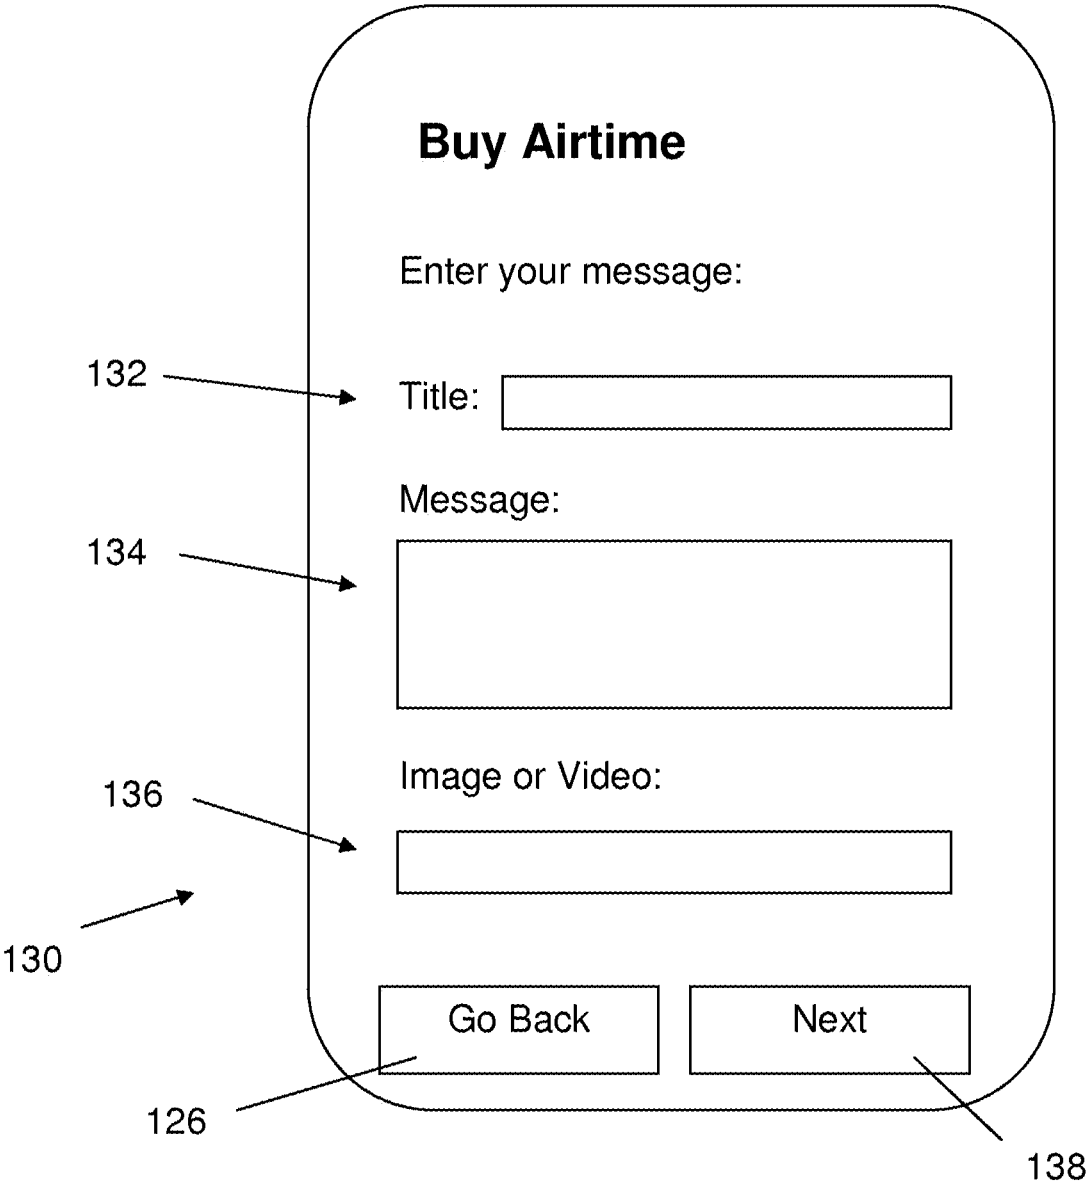 Buy Airtime
Enter your message:
132
Title:
Message:
134
Image or Video:
136
130
Go Back
Next
126
138